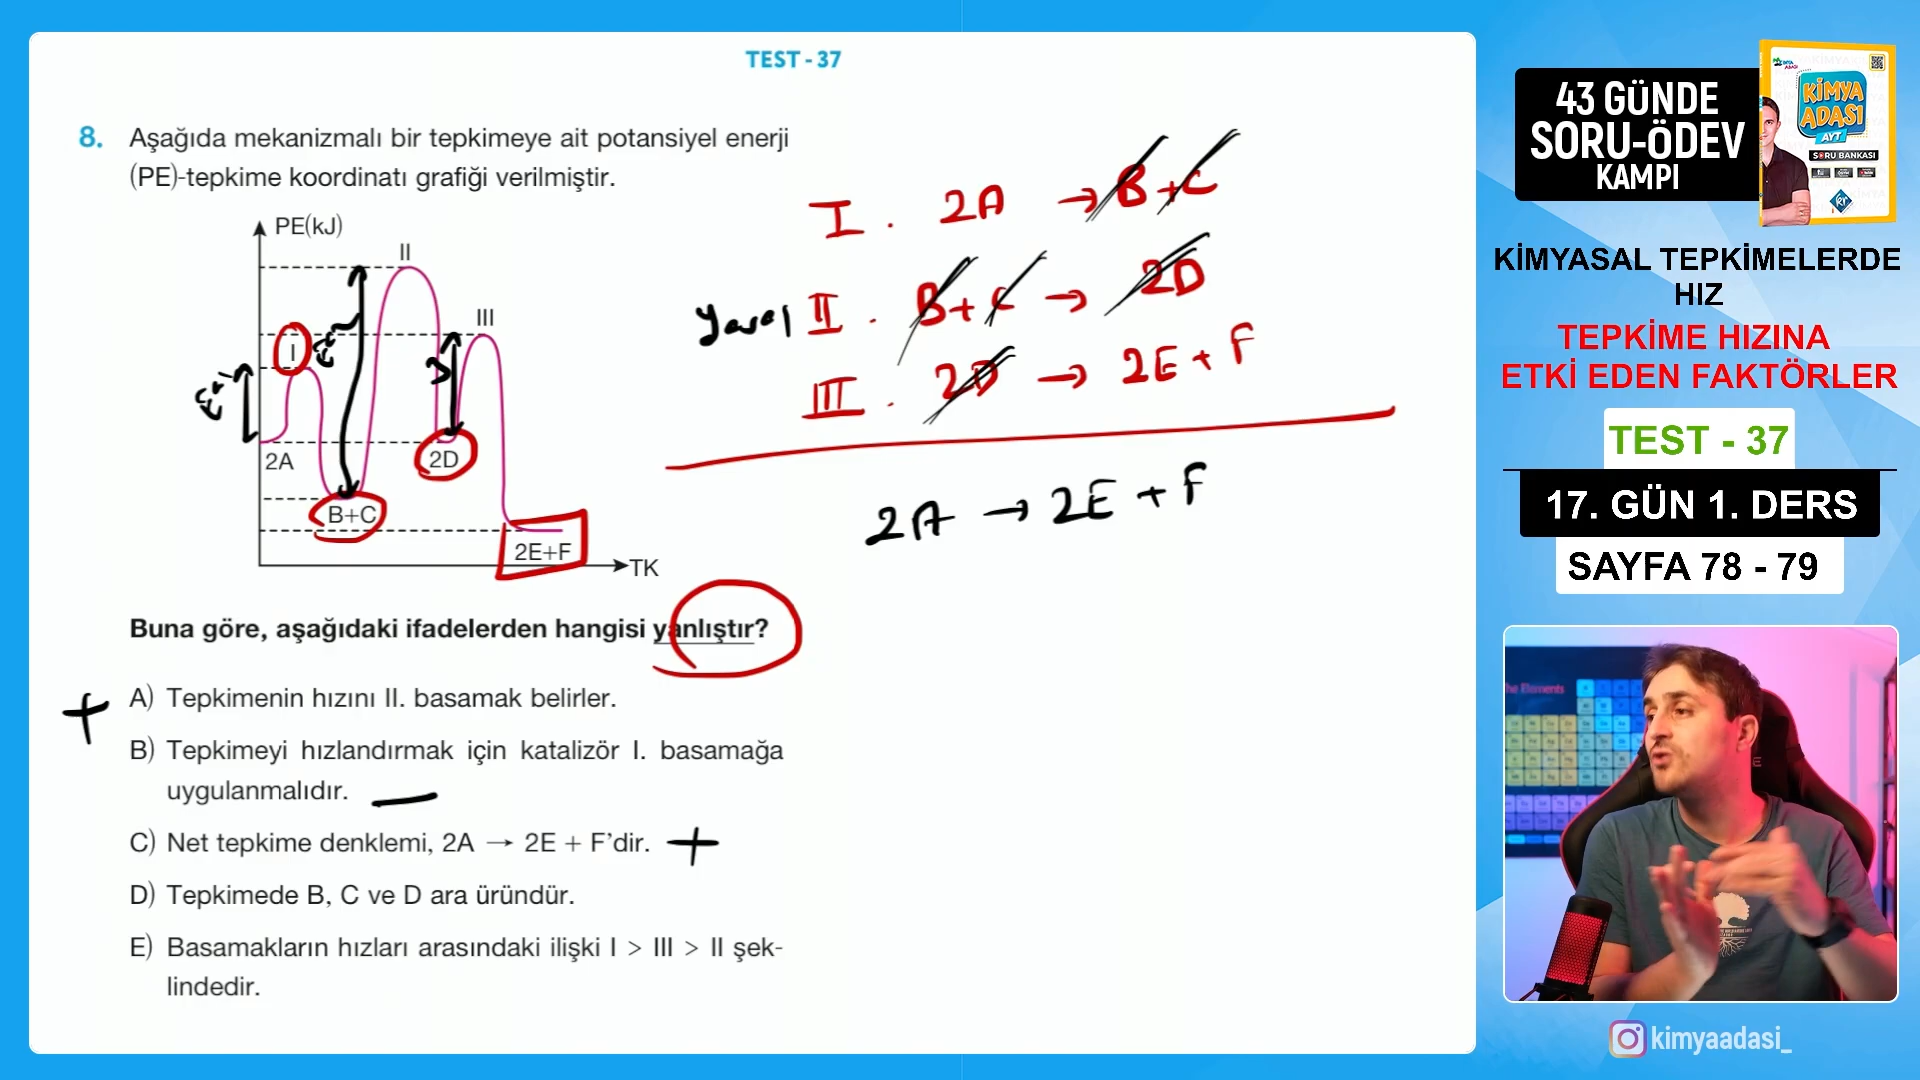 TEST - 37
8. Aşağıda mekanizmalı bir tepkimeye ait potansiyel enerji
(PE)-tepkime koordinatı grafiği verilmiştir.
PE(kJ)
II
III
I
Ea
Ea
2A
2D
B+C
2E+F
TK
I. 2A → B+C
Yavaş II. B+C → 2D
III. 2D → 2E + F
2A → 2E + F
Buna göre, aşağıdaki ifadelerden hangisi yanlıştır?
+ A) Tepkimenin hızını II. basamak belirler.
B) Tepkimeyi hızlandırmak için katalizör I. basamağa
uygulanmalıdır. —
C) Net tepkime denklemi, 2A → 2E + F’dir. +
D) Tepkimede B, C ve D ara üründür.
E) Basamakların hızları arasındaki ilişki I > III > II şek-
lindedir.
43 GÜNDE
SORU-ÖDEV
KAMPI
KİMYA
ADASI
AYT
SORU BANKASI
KİMYASAL TEPKİMELERDE
HIZ
TEPKİME HIZINA
ETKİ EDEN FAKTÖRLER
TEST - 37
17. GÜN 1. DERS
SAYFA 78 - 79
he Elements
kimyaadasi_